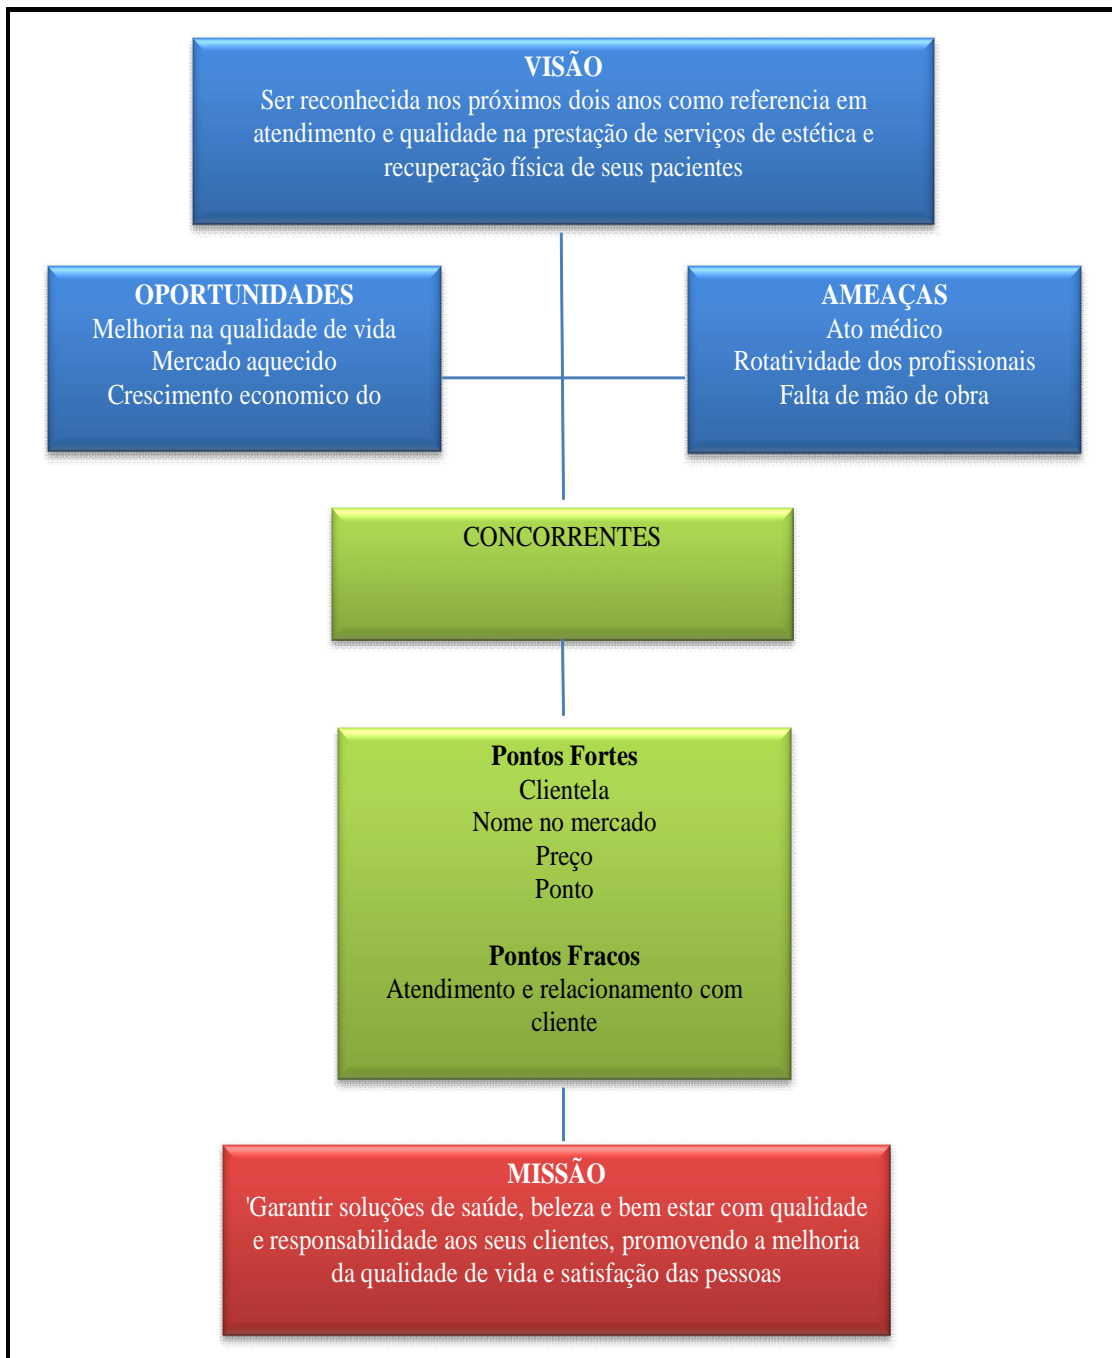 VISÃO
Ser reconhecida nos próximos dois anos como referencia em
atendimento e qualidade na prestação de serviços de estética e
recuperação física de seus pacientes
OPORTUNIDADES
Melhoria na qualidade de vida
Mercado aquecido
Crescimento economico do
AMEAÇAS
Ato médico
Rotatividade dos profissionais
Falta de mão de obra
CONCORRENTES
Pontos Fortes
Clientela
Nome no mercado
Preço
Ponto
Pontos Fracos
Atendimento e relacionamento com
cliente
MISSÃO
'Garantir soluções de saúde, beleza e bem estar com qualidade
e responsabilidade aos seus clientes, promovendo a melhoria
da qualidade de vida e satisfação das pessoas